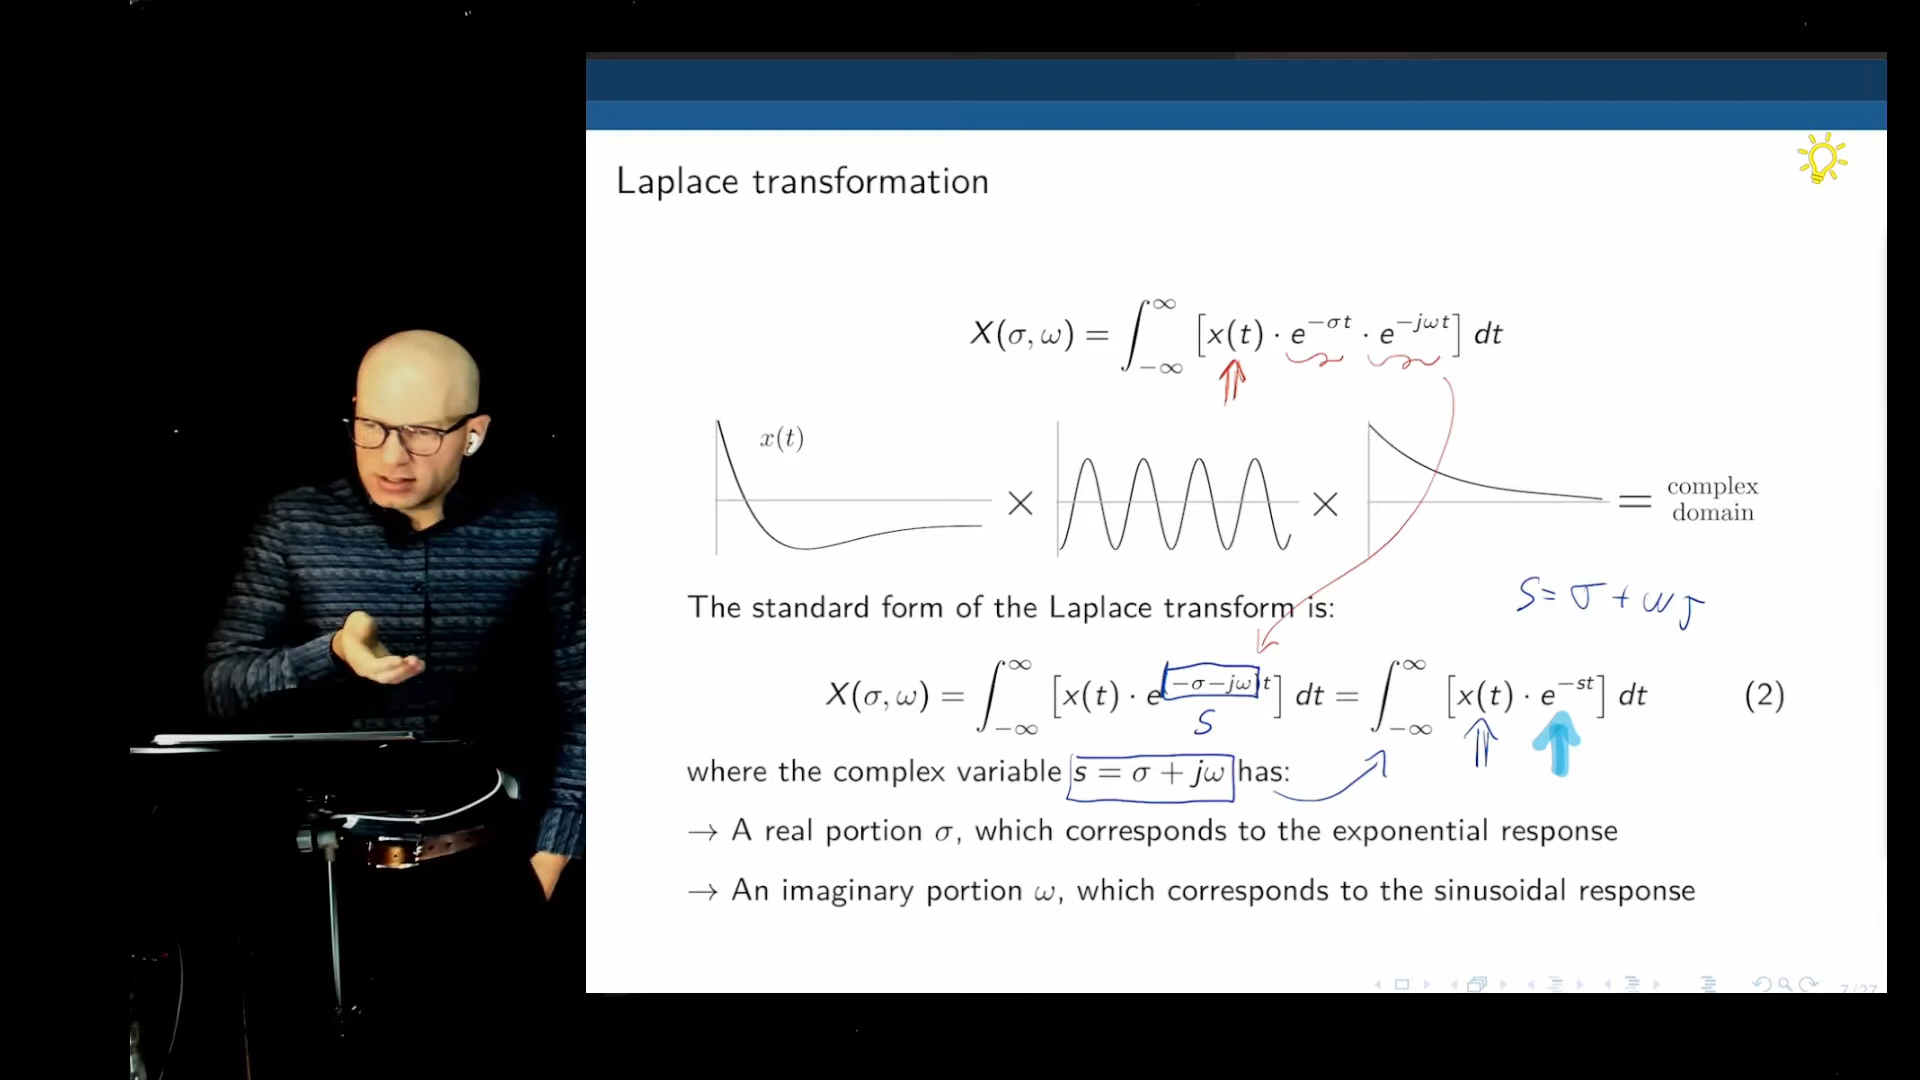 Laplace transformation
X(σ, ω) = ∫_{−∞}^{∞} [x(t) · e^{−σt} · e^{−jωt}] dt
x(t)
× × = complex
domain
s = σ + ωj
The standard form of the Laplace transform is:
X(σ, ω) = ∫_{−∞}^{∞} [x(t) · e^{(−σ−jω)t}] dt = ∫_{−∞}^{∞} [x(t) · e^{−st}] dt (2)
S
where the complex variable s = σ + jω has:
→ A real portion σ, which corresponds to the exponential response
→ An imaginary portion ω, which corresponds to the sinusoidal response
7/27